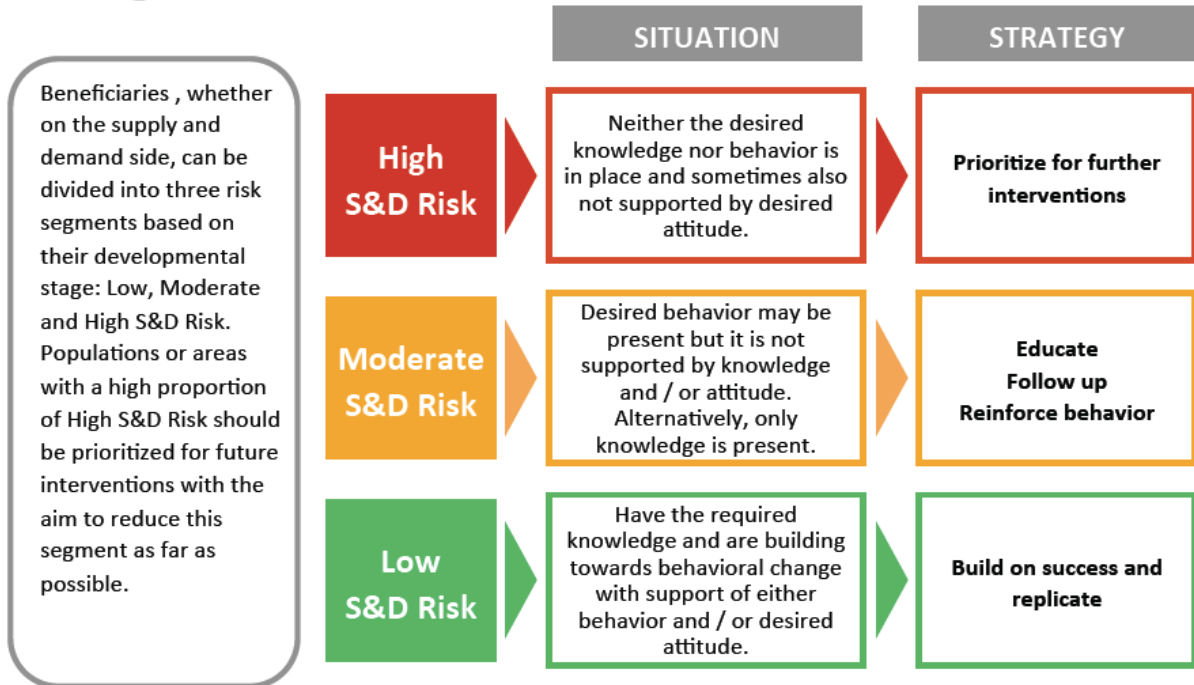 SITUATION
STRATEGY
Beneficiaries , whether
on the supply and
demand side, can be
divided into three risk
segments based on
their developmental
stage: Low, Moderate
and High S&D Risk.
Populations or areas
with a high proportion
of High S&D Risk should
be prioritized for future
interventions with the
aim to reduce this
segment as far as
possible.
High
S&D Risk
Neither the desired
knowledge nor behavior is
in place and sometimes also
not supported by desired
attitude.
Prioritize for further
interventions
Moderate
S&D Risk
Desired behavior may be
present but it is not
supported by knowledge
and / or attitude.
Alternatively, only
knowledge is present.
Educate
Follow up
Reinforce behavior
Low
S&D Risk
Have the required
knowledge and are building
towards behavioral change
with support of either
behavior and / or desired
attitude.
Build on success and
replicate